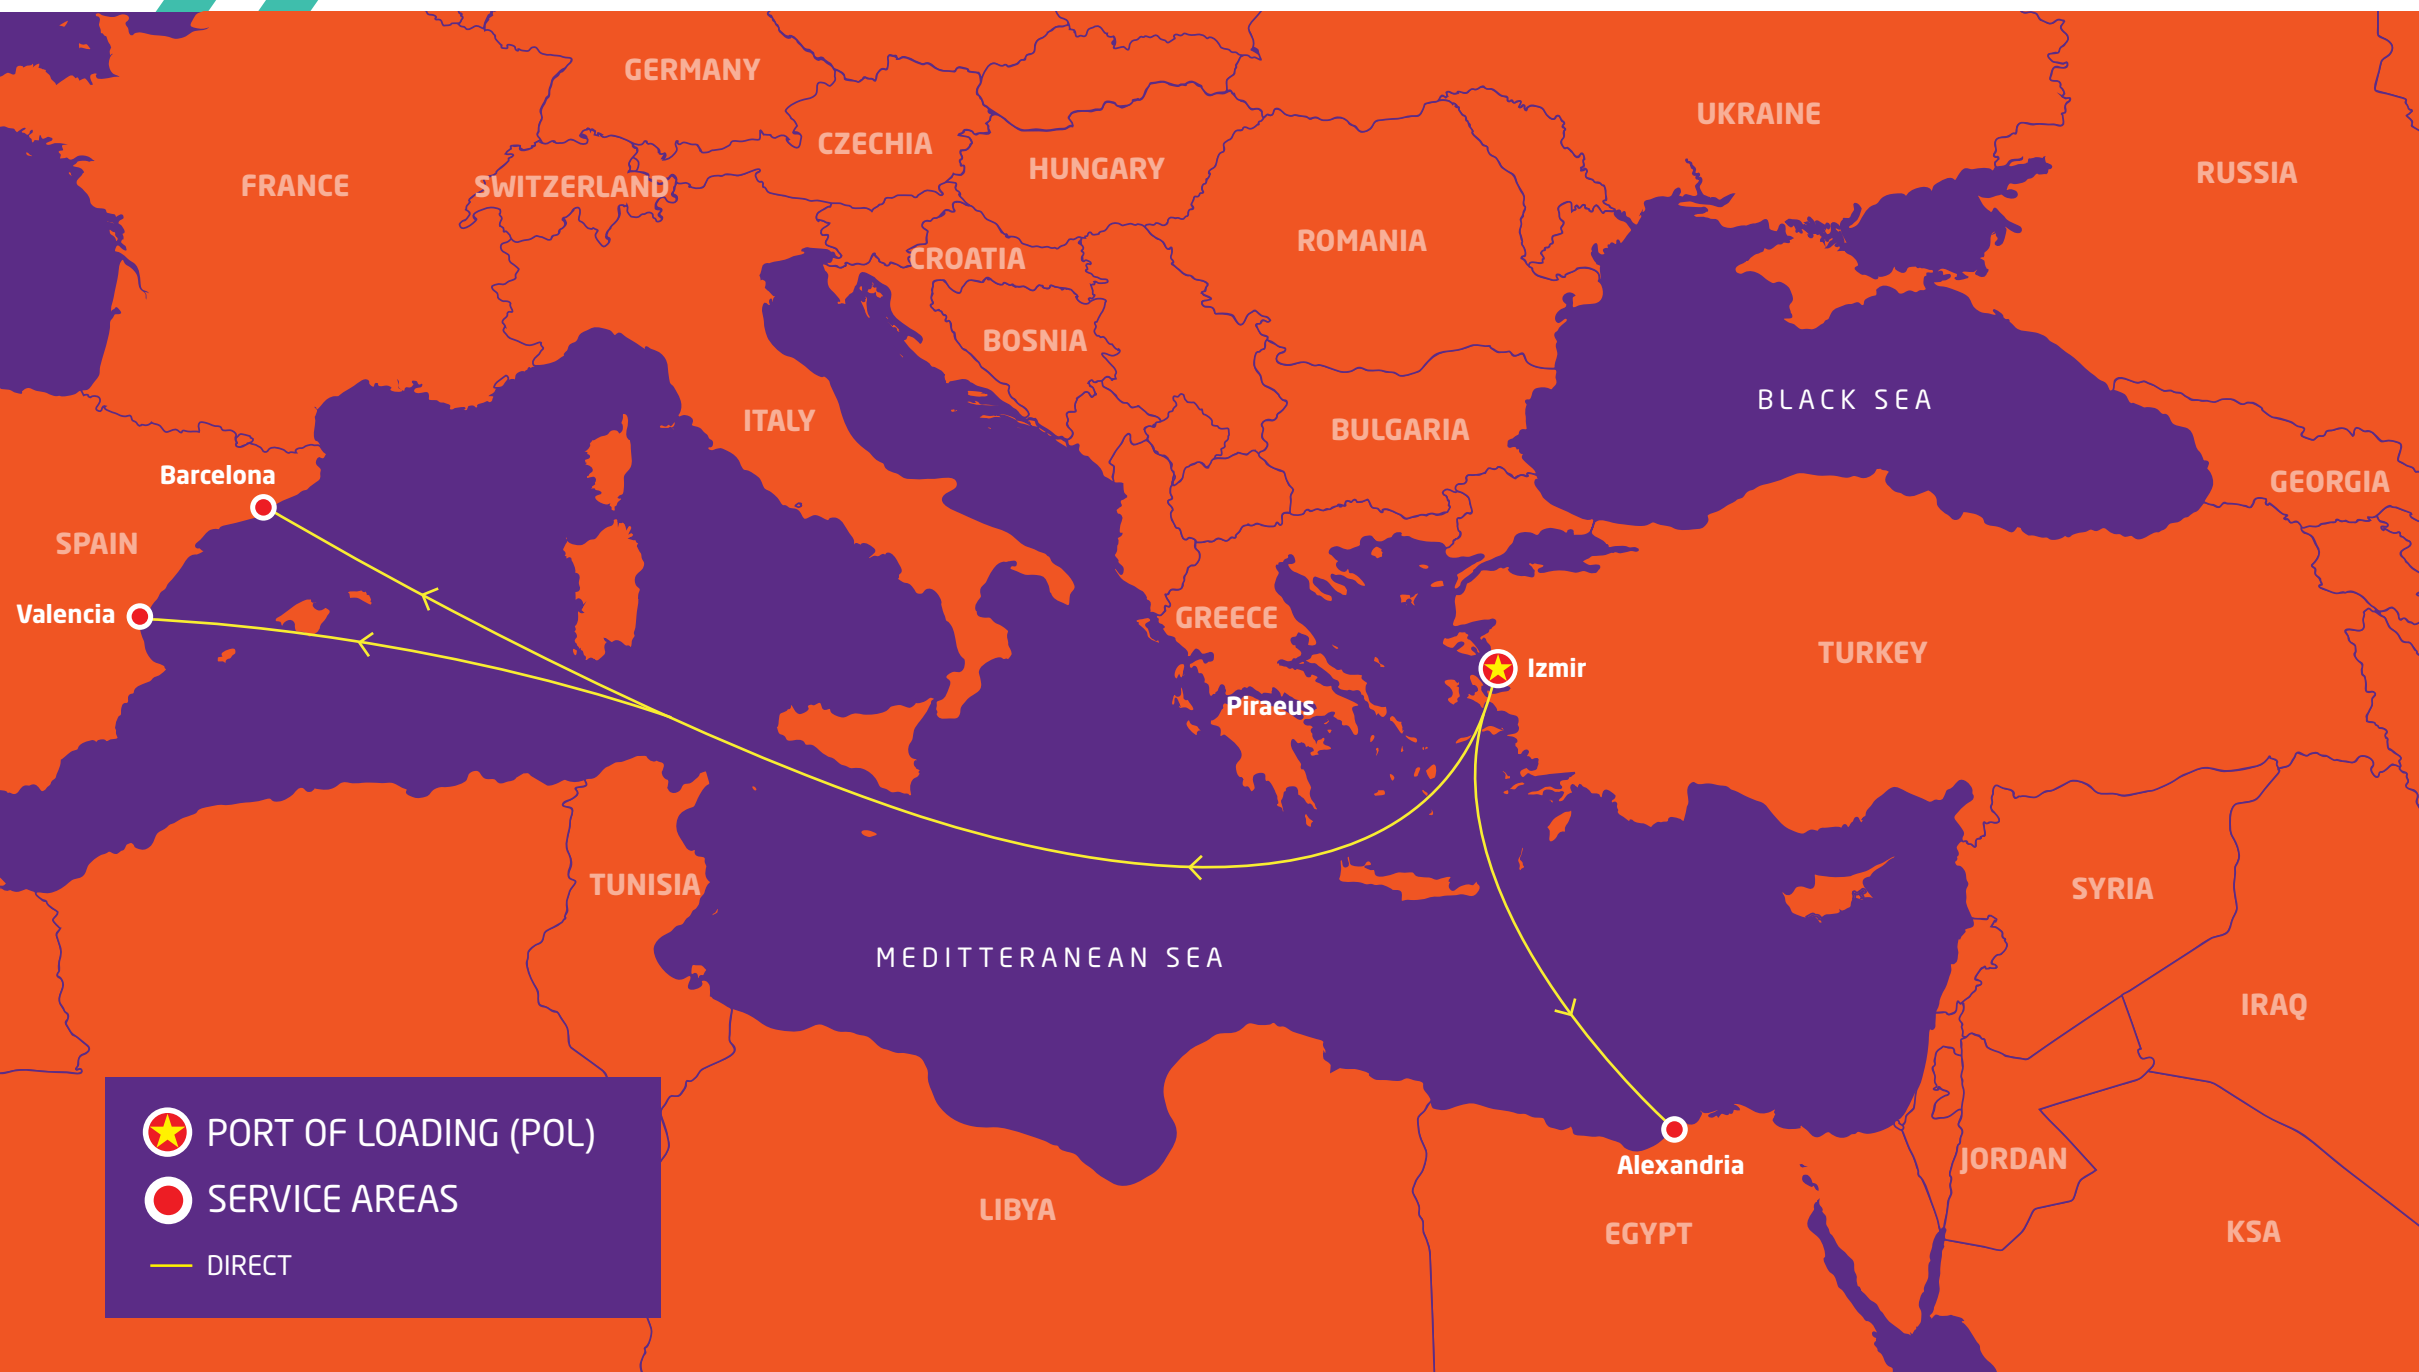 GERMANY
UKRAINE
CZECHIA
HUNGARY
RUSSIA
FRANCE
SWITZERLAND
ROMANIA
CROATIA
BOSNIA
BLACK SEA
ITALY
BULGARIA
Barcelona
GEORGIA
SPAIN
Valencia
GREECE
TURKEY
Izmir
Piraeus
TUNISIA
SYRIA
MEDITTERANEAN SEA
IRAQ
PORT OF LOADING (POL)
SERVICE AREAS
DIRECT
Alexandria
JORDAN
LIBYA
EGYPT
KSA